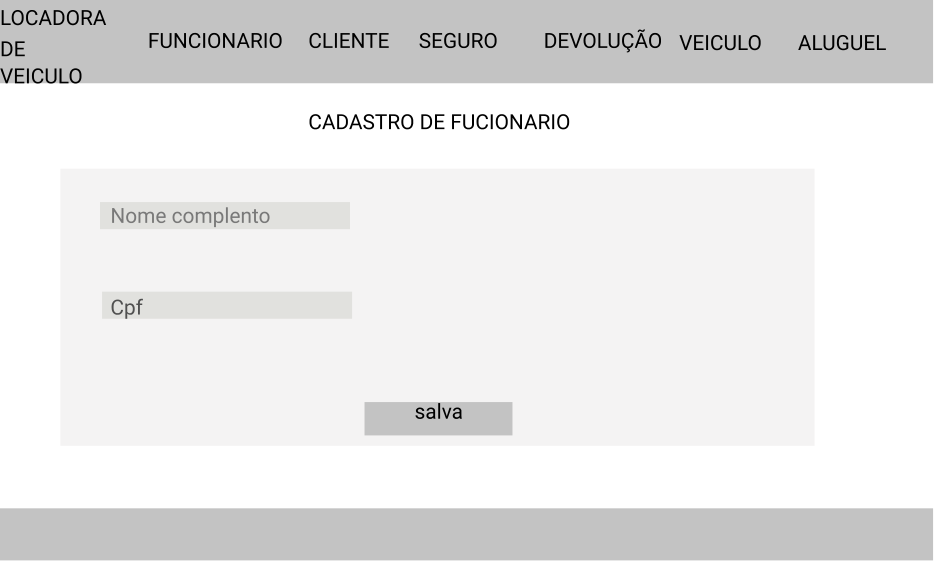 LOCADORA
DE
VEICULO
FUNCIONARIO CLIENTE SEGURO DEVOLUÇÃO VEICULO ALUGUEL
CADASTRO DE FUCIONARIO
Nome complento
Cpf
salva